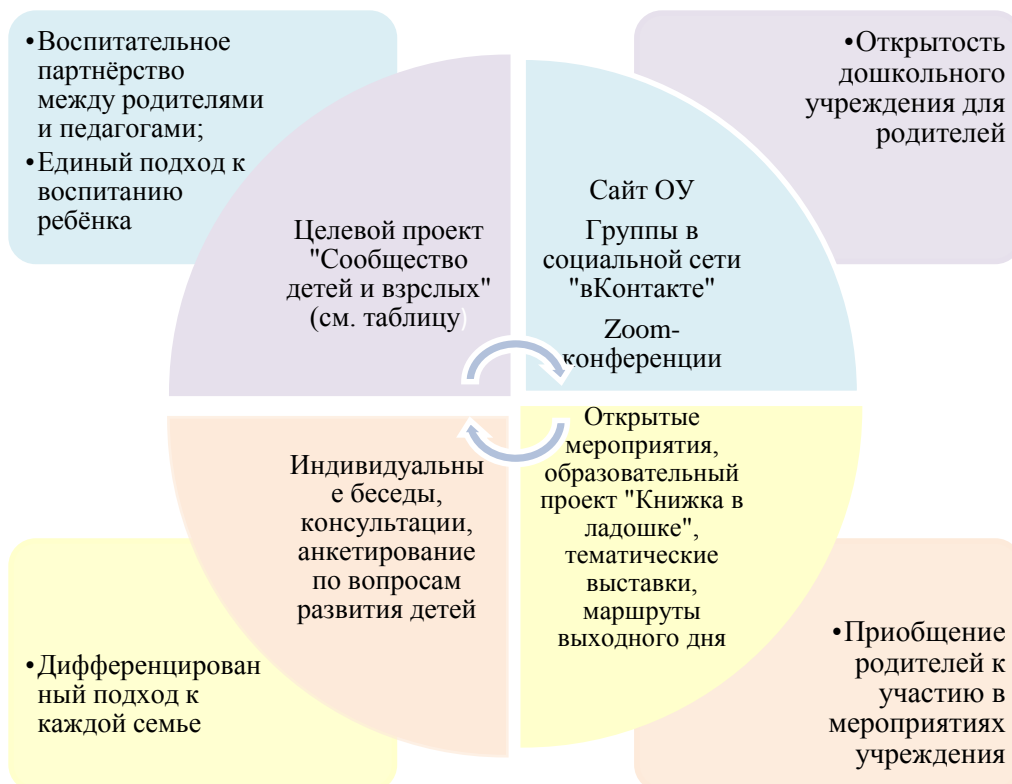 •Воспитательное
партнёрство
между родителями
и педагогами;
•Единый подход к
воспитанию
ребёнка
•Открытость
дошкольного
учреждения для
родителей
Целевой проект
"Сообщество
детей и взрслых"
(см. таблицу)
Сайт ОУ
Группы в
социальной сети
"вКонтакте"
Zoom-
конференции
Индивидуальны
е беседы,
консультации,
анкетирование
по вопросам
развития детей
Открытые
мероприятия,
образовательный
проект "Книжка в
ладошке",
тематические
выставки,
маршруты
выходного дня
•Дифференцирован
ный подход к
каждой семье
•Приобщение
родителей к
участию в
мероприятиях
учреждения